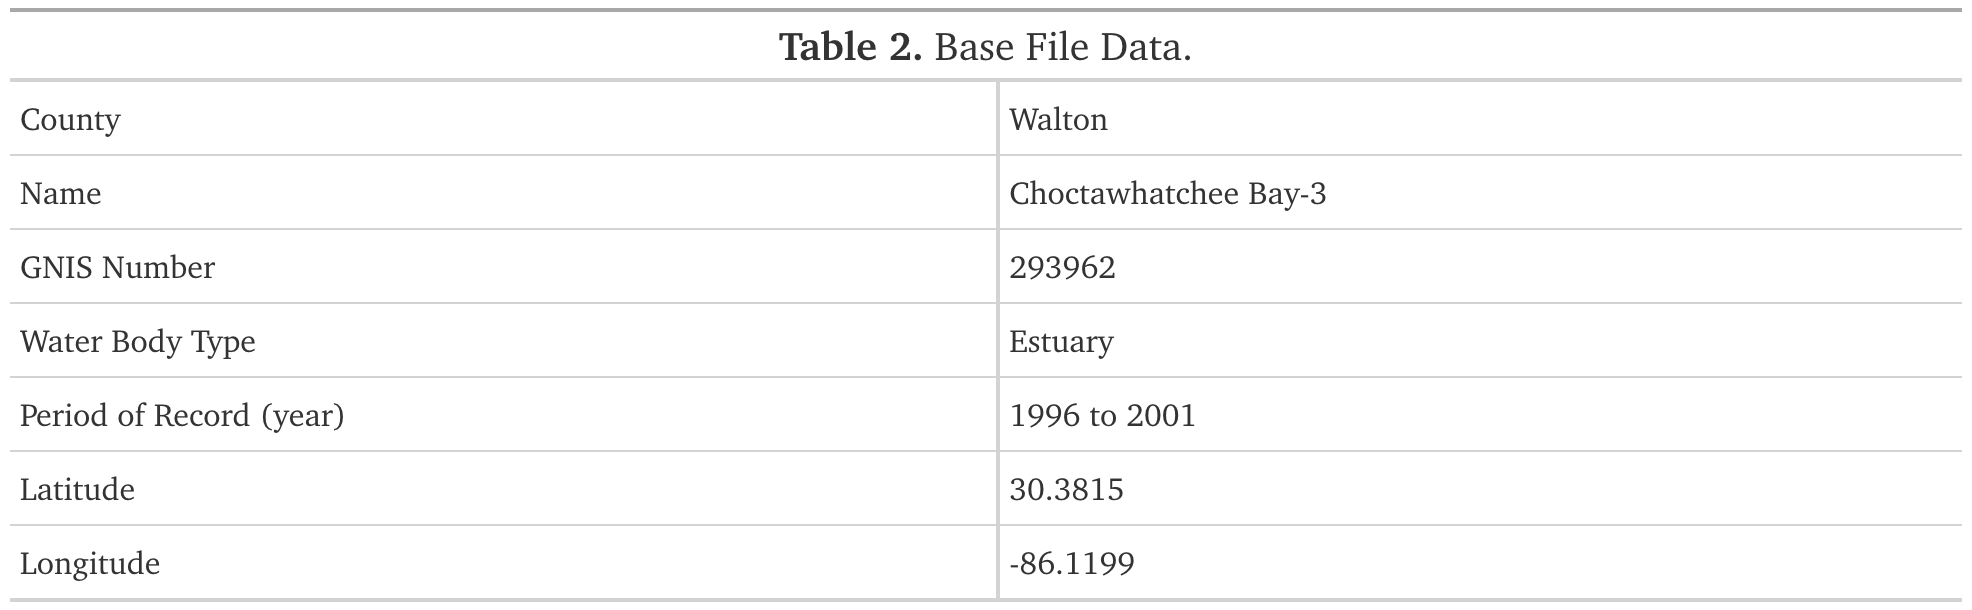 Table 2. Base File Data.
County Walton
Name Choctawhatchee Bay-3
GNIS Number 293962
Water Body Type Estuary
Period of Record (year) 1996 to 2001
Latitude 30.3815
Longitude -86.1199